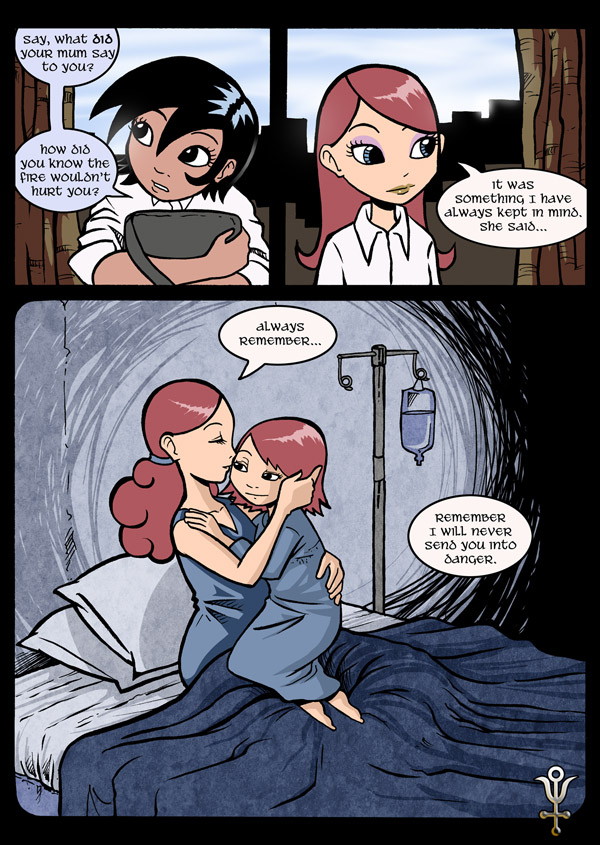 SAY, WHAT DID
YOUR MUM SAY
TO YOU?
HOW DID
YOU KNOW THE
FIRE WOULDN'T
HURT YOU?
IT WAS
SOMETHING I HAVE
ALWAYS KEPT IN MIND.
SHE SAID...
ALWAYS
REMEMBER...
REMEMBER
I WILL NEVER
SEND YOU INTO
DANGER.